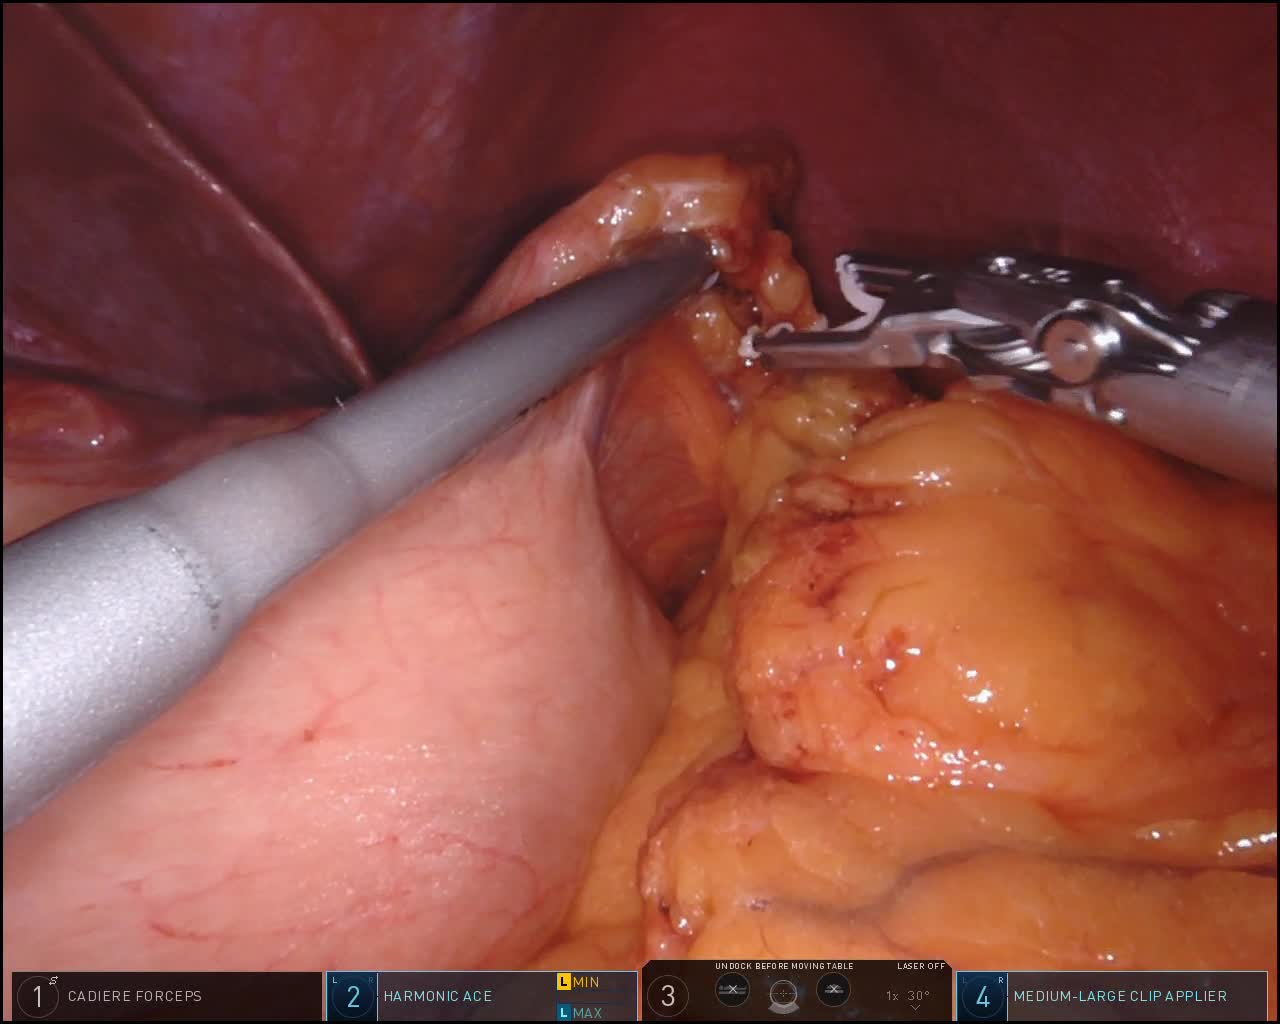 UNDOCK BEFORE MOVING TABLE LASER OFF
1 CADIERE FORCEPS
L R
2 HARMONIC ACE
L MIN
L MAX
3
1x 30°
R
4 MEDIUM-LARGE CLIP APPLIER